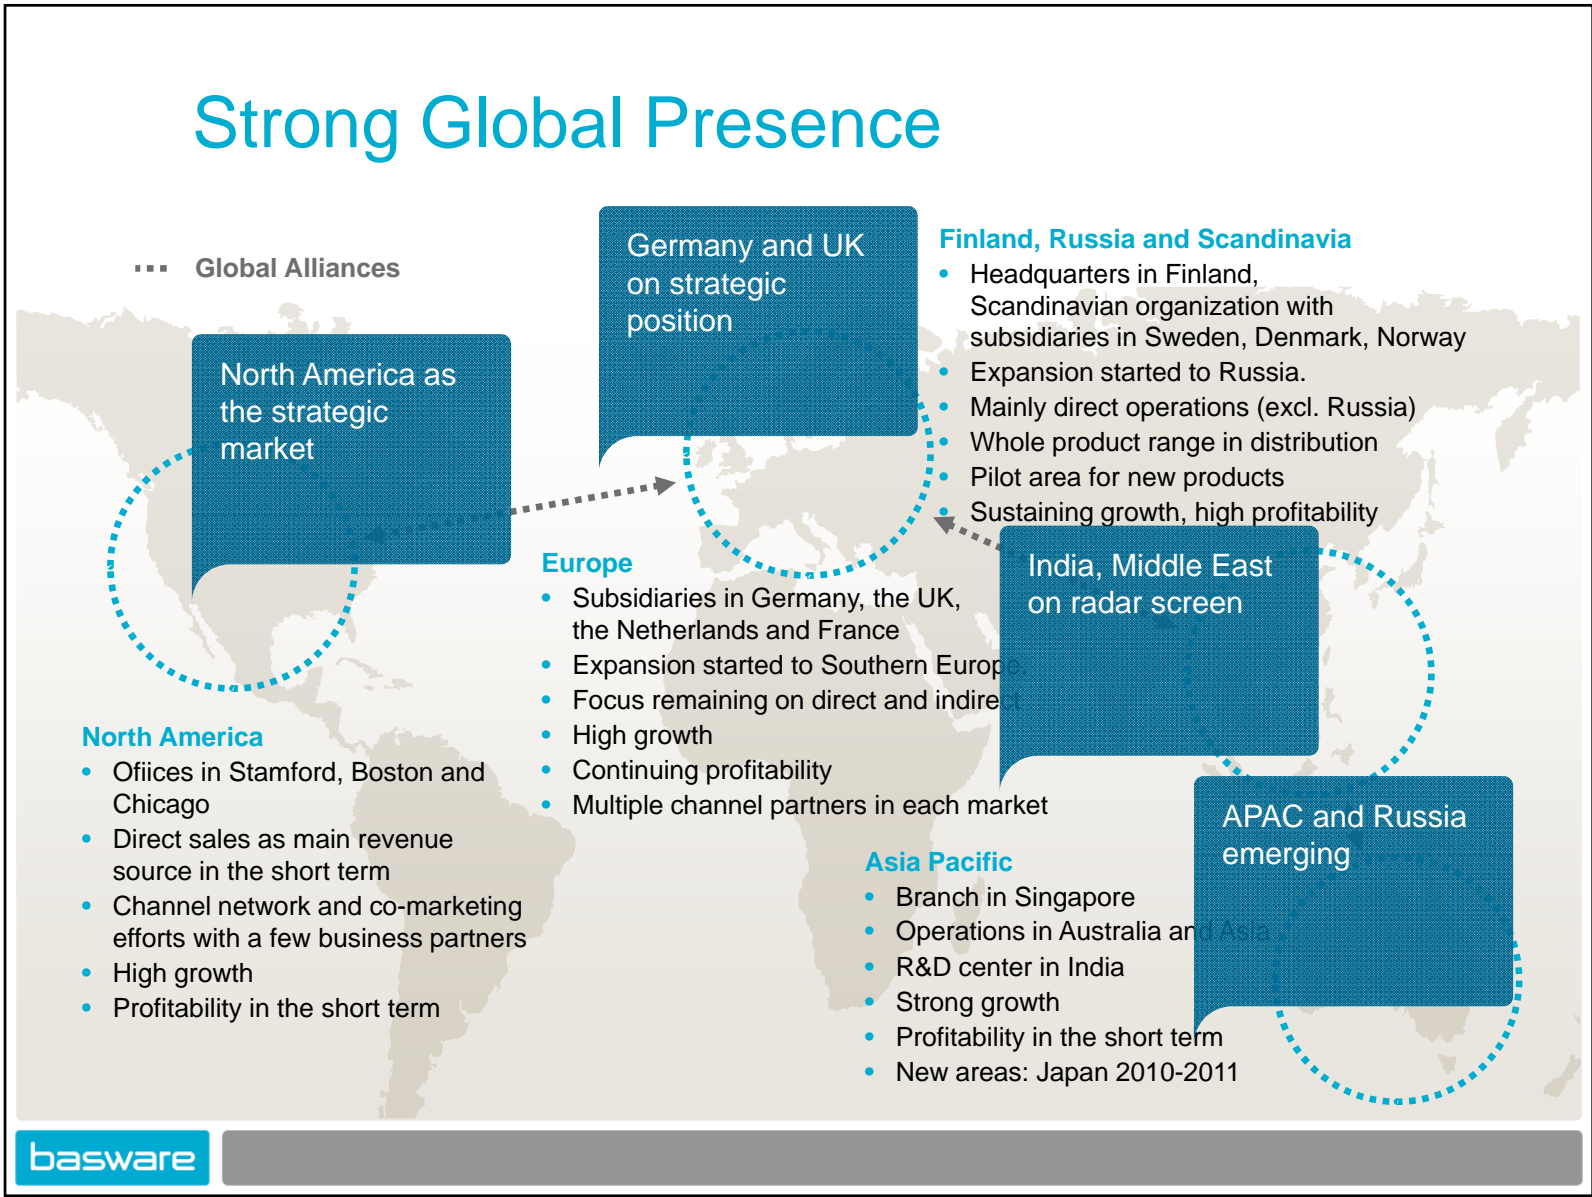 Strong Global Presence
Global Alliances
North America as
the strategic
market
Germany and UK
on strategic
position
Finland, Russia and Scandinavia
• Headquarters in Finland,
Scandinavian organization with
subsidiaries in Sweden, Denmark, Norway
• Expansion started to Russia.
• Mainly direct operations (excl. Russia)
• Whole product range in distribution
• Pilot area for new products
• Sustaining growth, high profitability
India, Middle East
on radar screen
Europe
• Subsidiaries in Germany, the UK,
the Netherlands and France
• Expansion started to Southern Europe.
• Focus remaining on direct and indirect
• High growth
• Continuing profitability
• Multiple channel partners in each market
North America
• Ofiices in Stamford, Boston and
Chicago
• Direct sales as main revenue
source in the short term
• Channel network and co-marketing
efforts with a few business partners
• High growth
• Profitability in the short term
APAC and Russia
emerging
Asia Pacific
• Branch in Singapore
• Operations in Australia and Asia
• R&D center in India
• Strong growth
• Profitability in the short term
• New areas: Japan 2010-2011
basware